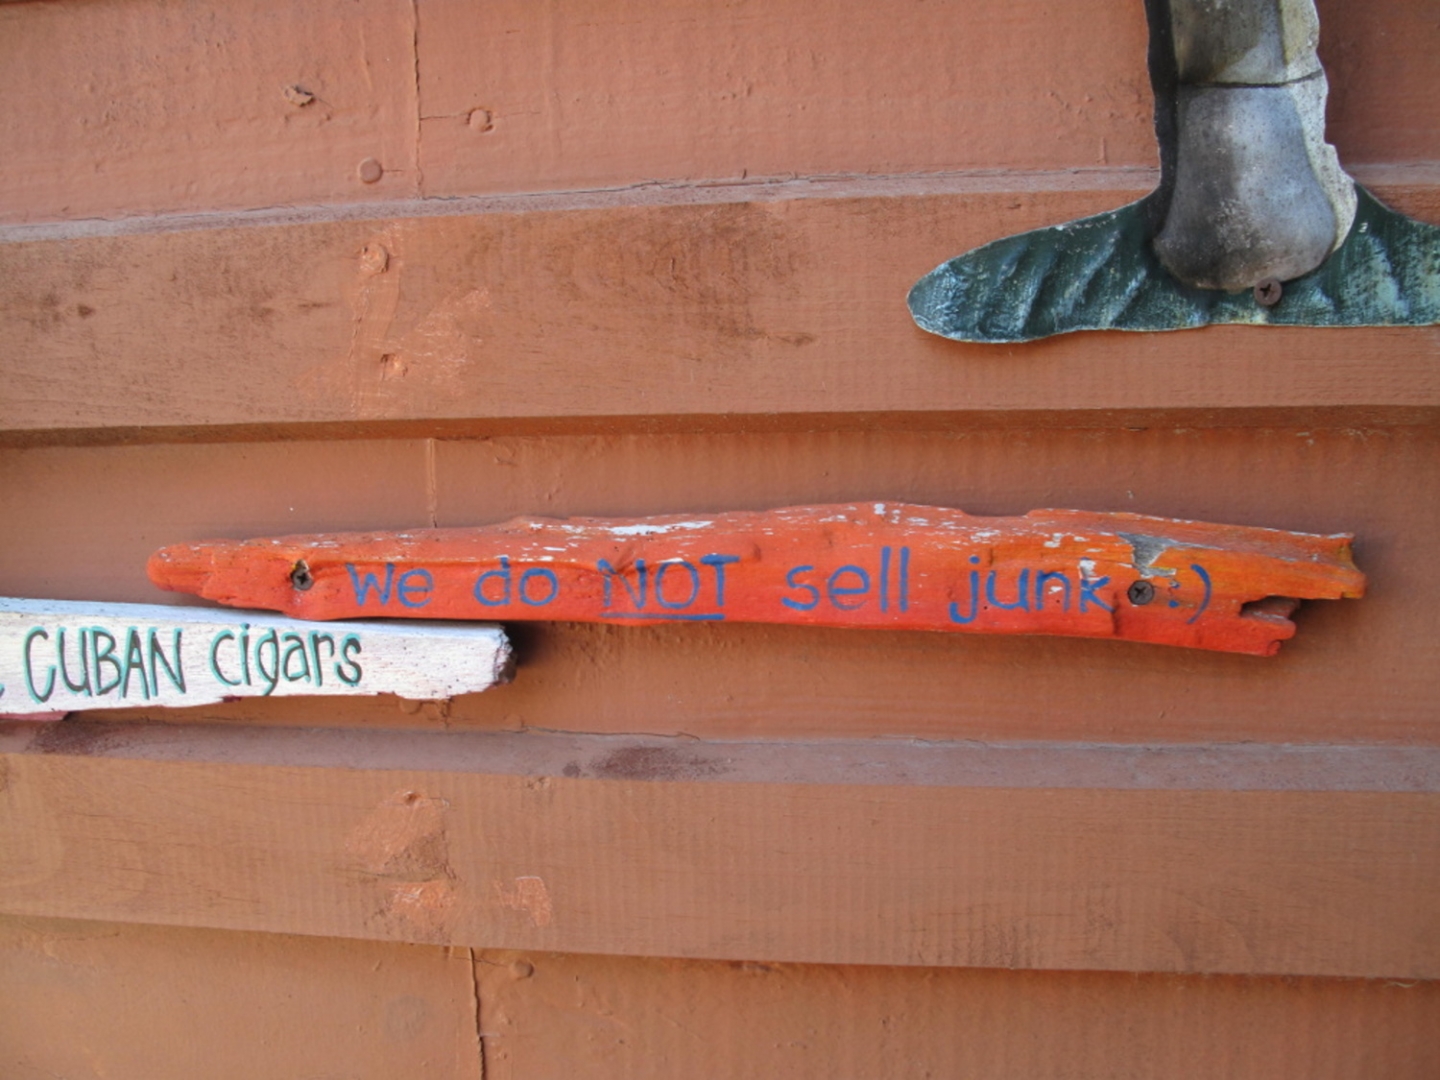 we do NOT sell junk :)
CUBAN cigars